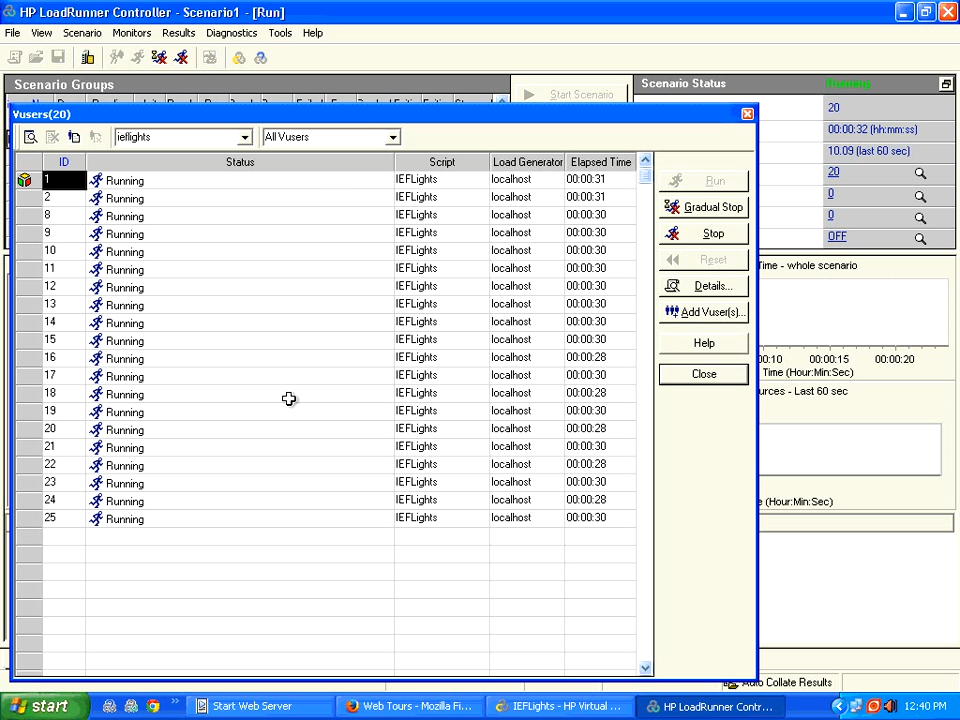 HP LoadRunner Controller - Scenario1 - [Run]
File View Scenario Monitors Results Diagnostics Tools Help
Scenario Groups
Start Scenario
Scenario Status
Running
20
00:00:32 (hh:mm:ss)
10.09 (last 60 sec)
20
0
0
OFF
Vusers(20)
ieflights All Vusers
ID Status Script Load Generator Elapsed Time
1 Running IEFLights localhost 00:00:31
2 Running IEFLights localhost 00:00:31
8 Running IEFLights localhost 00:00:30
9 Running IEFLights localhost 00:00:30
10 Running IEFLights localhost 00:00:30
11 Running IEFLights localhost 00:00:30
12 Running IEFLights localhost 00:00:30
13 Running IEFLights localhost 00:00:30
14 Running IEFLights localhost 00:00:30
15 Running IEFLights localhost 00:00:30
16 Running IEFLights localhost 00:00:28
17 Running IEFLights localhost 00:00:30
18 Running IEFLights localhost 00:00:28
19 Running IEFLights localhost 00:00:30
20 Running IEFLights localhost 00:00:28
21 Running IEFLights localhost 00:00:30
22 Running IEFLights localhost 00:00:28
23 Running IEFLights localhost 00:00:30
24 Running IEFLights localhost 00:00:28
25 Running IEFLights localhost 00:00:30
Run
Gradual Stop
Stop
Reset
Details...
Add Vuser(s)...
Help
Close
Time - whole scenario
00:10 00:00:15 00:00:20
Time (Hour:Min:Sec)
urces - Last 60 sec
(Hour:Min:Sec)
Auto Collate Results
start Start Web Server Web Tours - Mozilla Fi... IEFLights - HP Virtual ... HP LoadRunner Contr... 12:40 PM